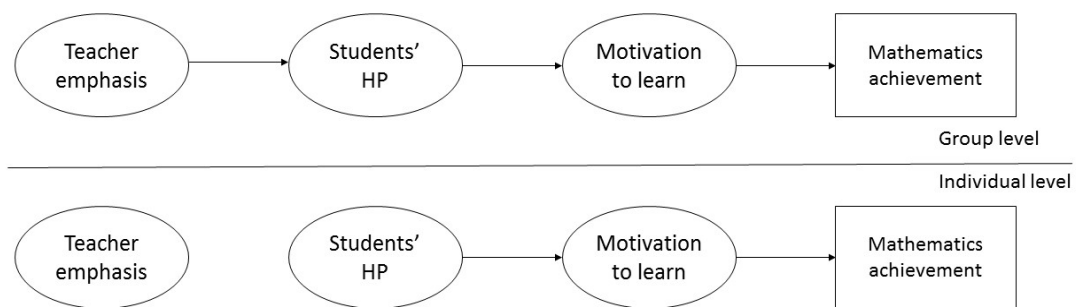 Teacher
emphasis
Students’
HP
Motivation
to learn
Mathematics
achievement
Group level
Individual level
Teacher
emphasis
Students’
HP
Motivation
to learn
Mathematics
achievement